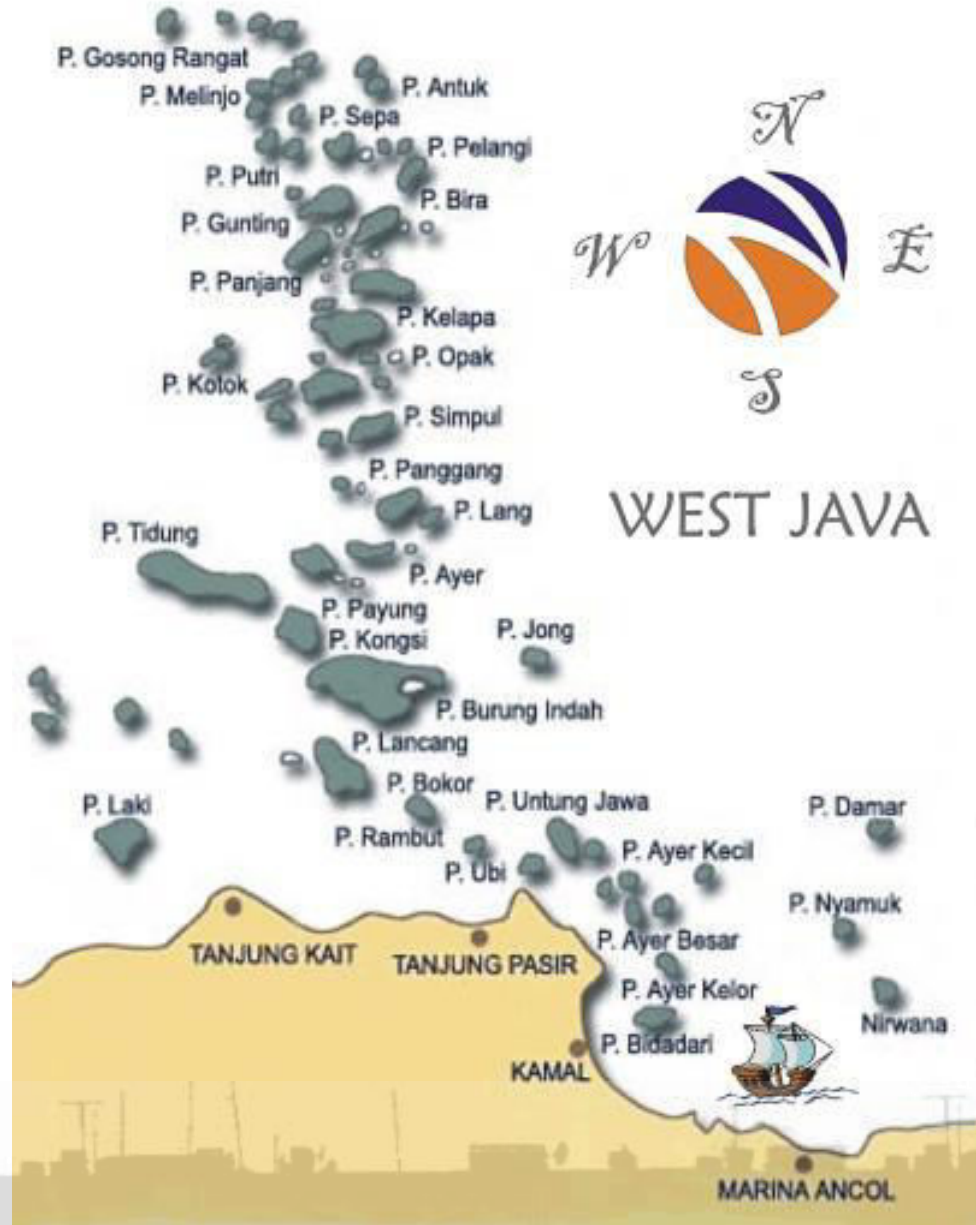 P. Gosong Rangat
P. Antuk
P. Melinjo
P. Sepa
N
P. Pelangi
P. Putri
P. Bira
P. Gunting
W
E
P. Panjang
P. Kelapa
P. Opak
P. Kotok
S
P. Simpul
P. Panggang
P. Lang
WEST JAVA
P. Tidung
P. Ayer
P. Payung
P. Kongsi
P. Jong
P. Burung Indah
P. Lancang
P. Bokor
P. Untung Jawa
P. Laki
P. Damar
P. Rambut
P. Ayer Kecil
P. Ubi
P. Nyamuk
P. Ayer Besar
TANJUNG KAIT
TANJUNG PASIR
P. Ayer Kelor
Nirwana
P. Bidadari
KAMAL
MARINA ANCOL